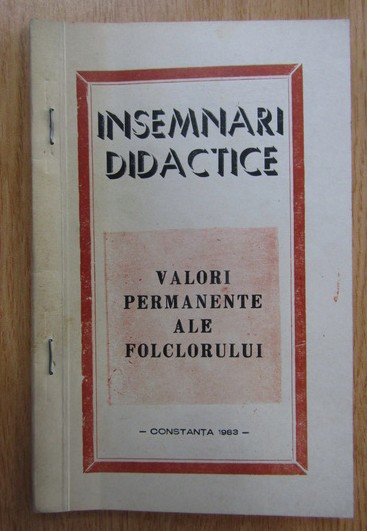 INSEMNARI
DIDACTICE
VALORI
PERMANENTE
ALE
FOLCLORULUI
– CONSTANȚA 1983 –